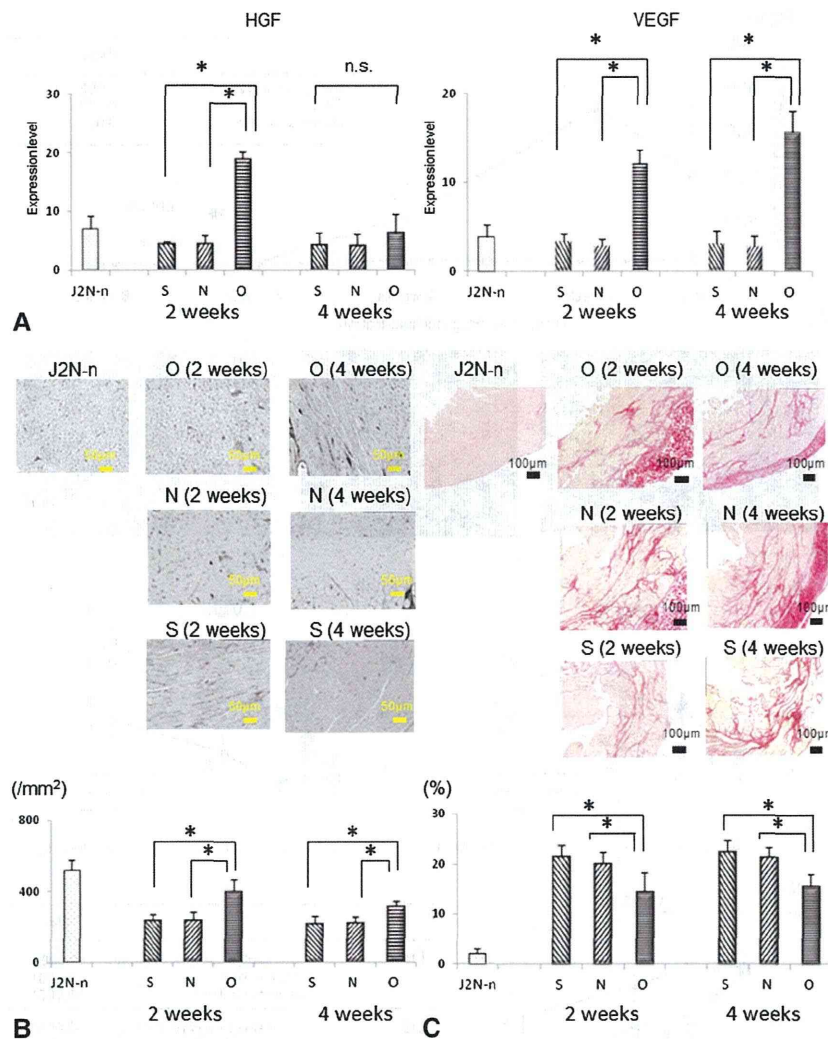 HGF
VEGF
*
*
n.s.
*
*
*
*
Expression level
30
20
10
0
J2N-n
S
N
O
S
N
O
2 weeks
4 weeks
Expression level
20
10
0
J2N-n
S
N
O
S
N
O
2 weeks
4 weeks
A
J2N-n
O (2 weeks)
O (4 weeks)
50μm
50μm
50μm
N (2 weeks)
N (4 weeks)
50μm
50μm
S (2 weeks)
S (4 weeks)
50μm
50μm
J2N-n
O (2 weeks)
O (4 weeks)
100μm
100μm
100μm
N (2 weeks)
N (4 weeks)
100μm
100μm
S (2 weeks)
S (4 weeks)
100μm
100μm
(/mm²)
800
400
0
*
*
*
*
J2N-n
S
N
O
S
N
O
2 weeks
4 weeks
B
(%)
30
20
10
0
*
*
*
*
J2N-n
S
N
O
S
N
O
2 weeks
4 weeks
C